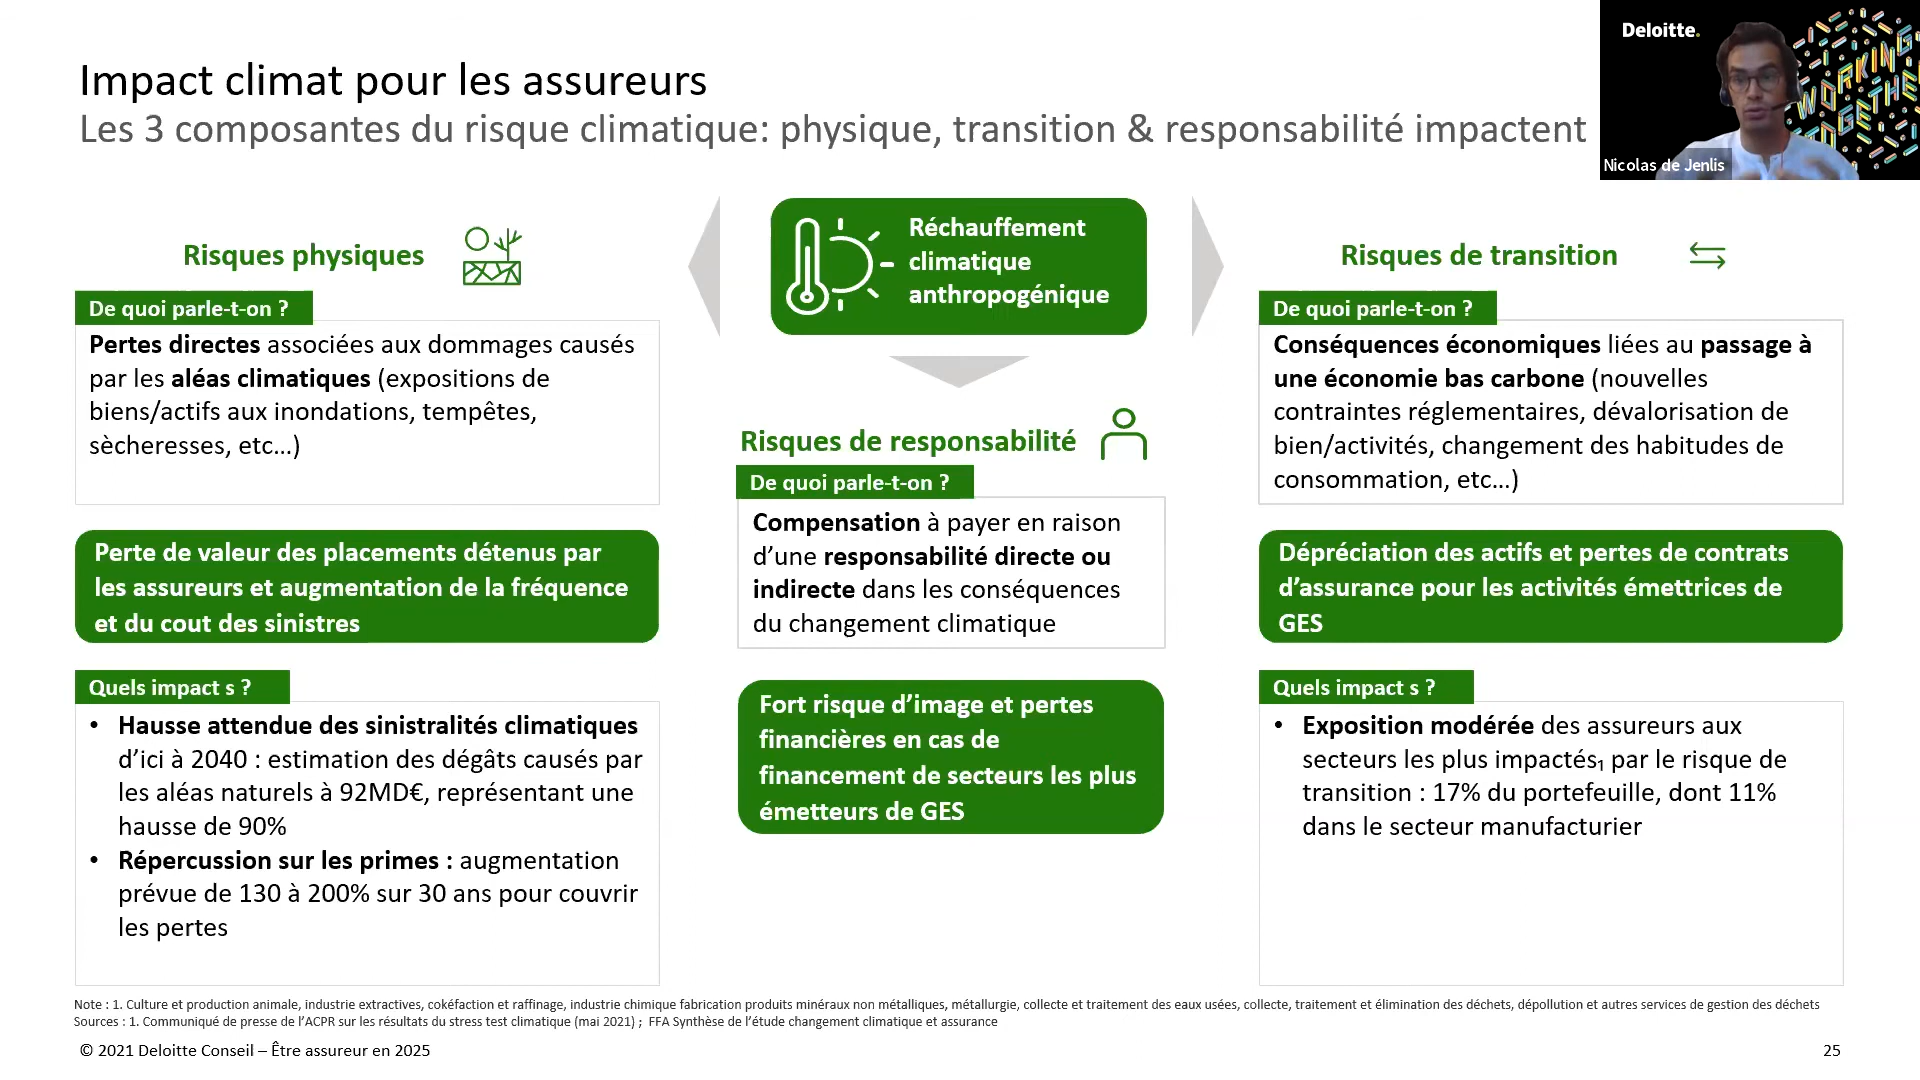 Impact climat pour les assureurs
Les 3 composantes du risque climatique: physique, transition & responsabilité impactent
Deloitte.
WORKING
TOGETHER
Nicolas de Jenlis
Réchauffement
climatique
anthropogénique
Risques physiques
De quoi parle-t-on ?
Pertes directes associées aux dommages causés
par les aléas climatiques (expositions de
biens/actifs aux inondations, tempêtes,
sècheresses, etc…)
Perte de valeur des placements détenus par
les assureurs et augmentation de la fréquence
et du cout des sinistres
Quels impact s ?
• Hausse attendue des sinistralités climatiques
d’ici à 2040 : estimation des dégâts causés par
les aléas naturels à 92MD€, représentant une
hausse de 90%
• Répercussion sur les primes : augmentation
prévue de 130 à 200% sur 30 ans pour couvrir
les pertes
Risques de responsabilité
De quoi parle-t-on ?
Compensation à payer en raison
d’une responsabilité directe ou
indirecte dans les conséquences
du changement climatique
Fort risque d’image et pertes
financières en cas de
financement de secteurs les plus
émetteurs de GES
Risques de transition
De quoi parle-t-on ?
Conséquences économiques liées au passage à
une économie bas carbone (nouvelles
contraintes réglementaires, dévalorisation de
bien/activités, changement des habitudes de
consommation, etc…)
Dépréciation des actifs et pertes de contrats
d’assurance pour les activités émettrices de
GES
Quels impact s ?
• Exposition modérée des assureurs aux
secteurs les plus impactés₁ par le risque de
transition : 17% du portefeuille, dont 11%
dans le secteur manufacturier
Note : 1. Culture et production animale, industrie extractives, cokéfaction et raffinage, industrie chimique fabrication produits minéraux non métalliques, métallurgie, collecte et traitement des eaux usées, collecte, traitement et élimination des déchets, dépollution et autres services de gestion des déchets
Sources : 1. Communiqué de presse de l’ACPR sur les résultats du stress test climatique (mai 2021) ; FFA Synthèse de l’étude changement climatique et assurance
© 2021 Deloitte Conseil – Être assureur en 2025
25